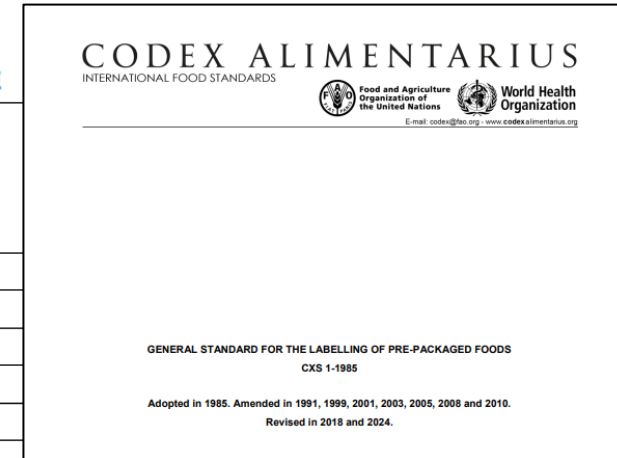 CODEX ALIMENTARIUS
INTERNATIONAL FOOD STANDARDS
Food and Agriculture
Organization of
the United Nations
World Health
Organization
E-mail: codex@fao.org - www.codexalimentarius.org
GENERAL STANDARD FOR THE LABELLING OF PRE-PACKAGED FOODS
CXS 1-1985
Adopted in 1985. Amended in 1991, 1999, 2001, 2003, 2005, 2008 and 2010.
Revised in 2018 and 2024.